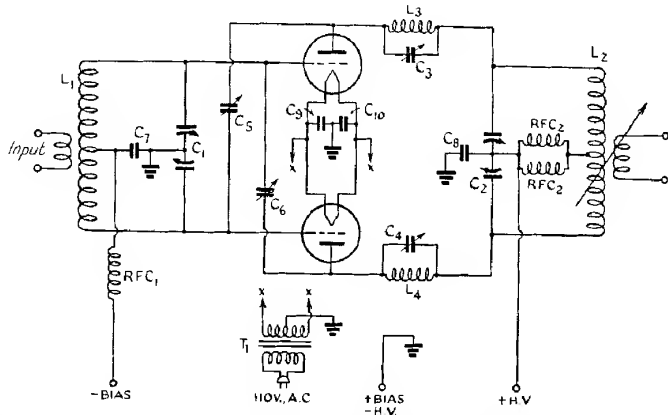 L3
C3
L1
L2
C5
C9
C10
C7
C1
Input
C8
RFC2
RFC2
C2
C6
C4
L4
RFC1
X
X
X
X
T1
110V., A.C
-BIAS
+BIAS
-H.V.
+H.V